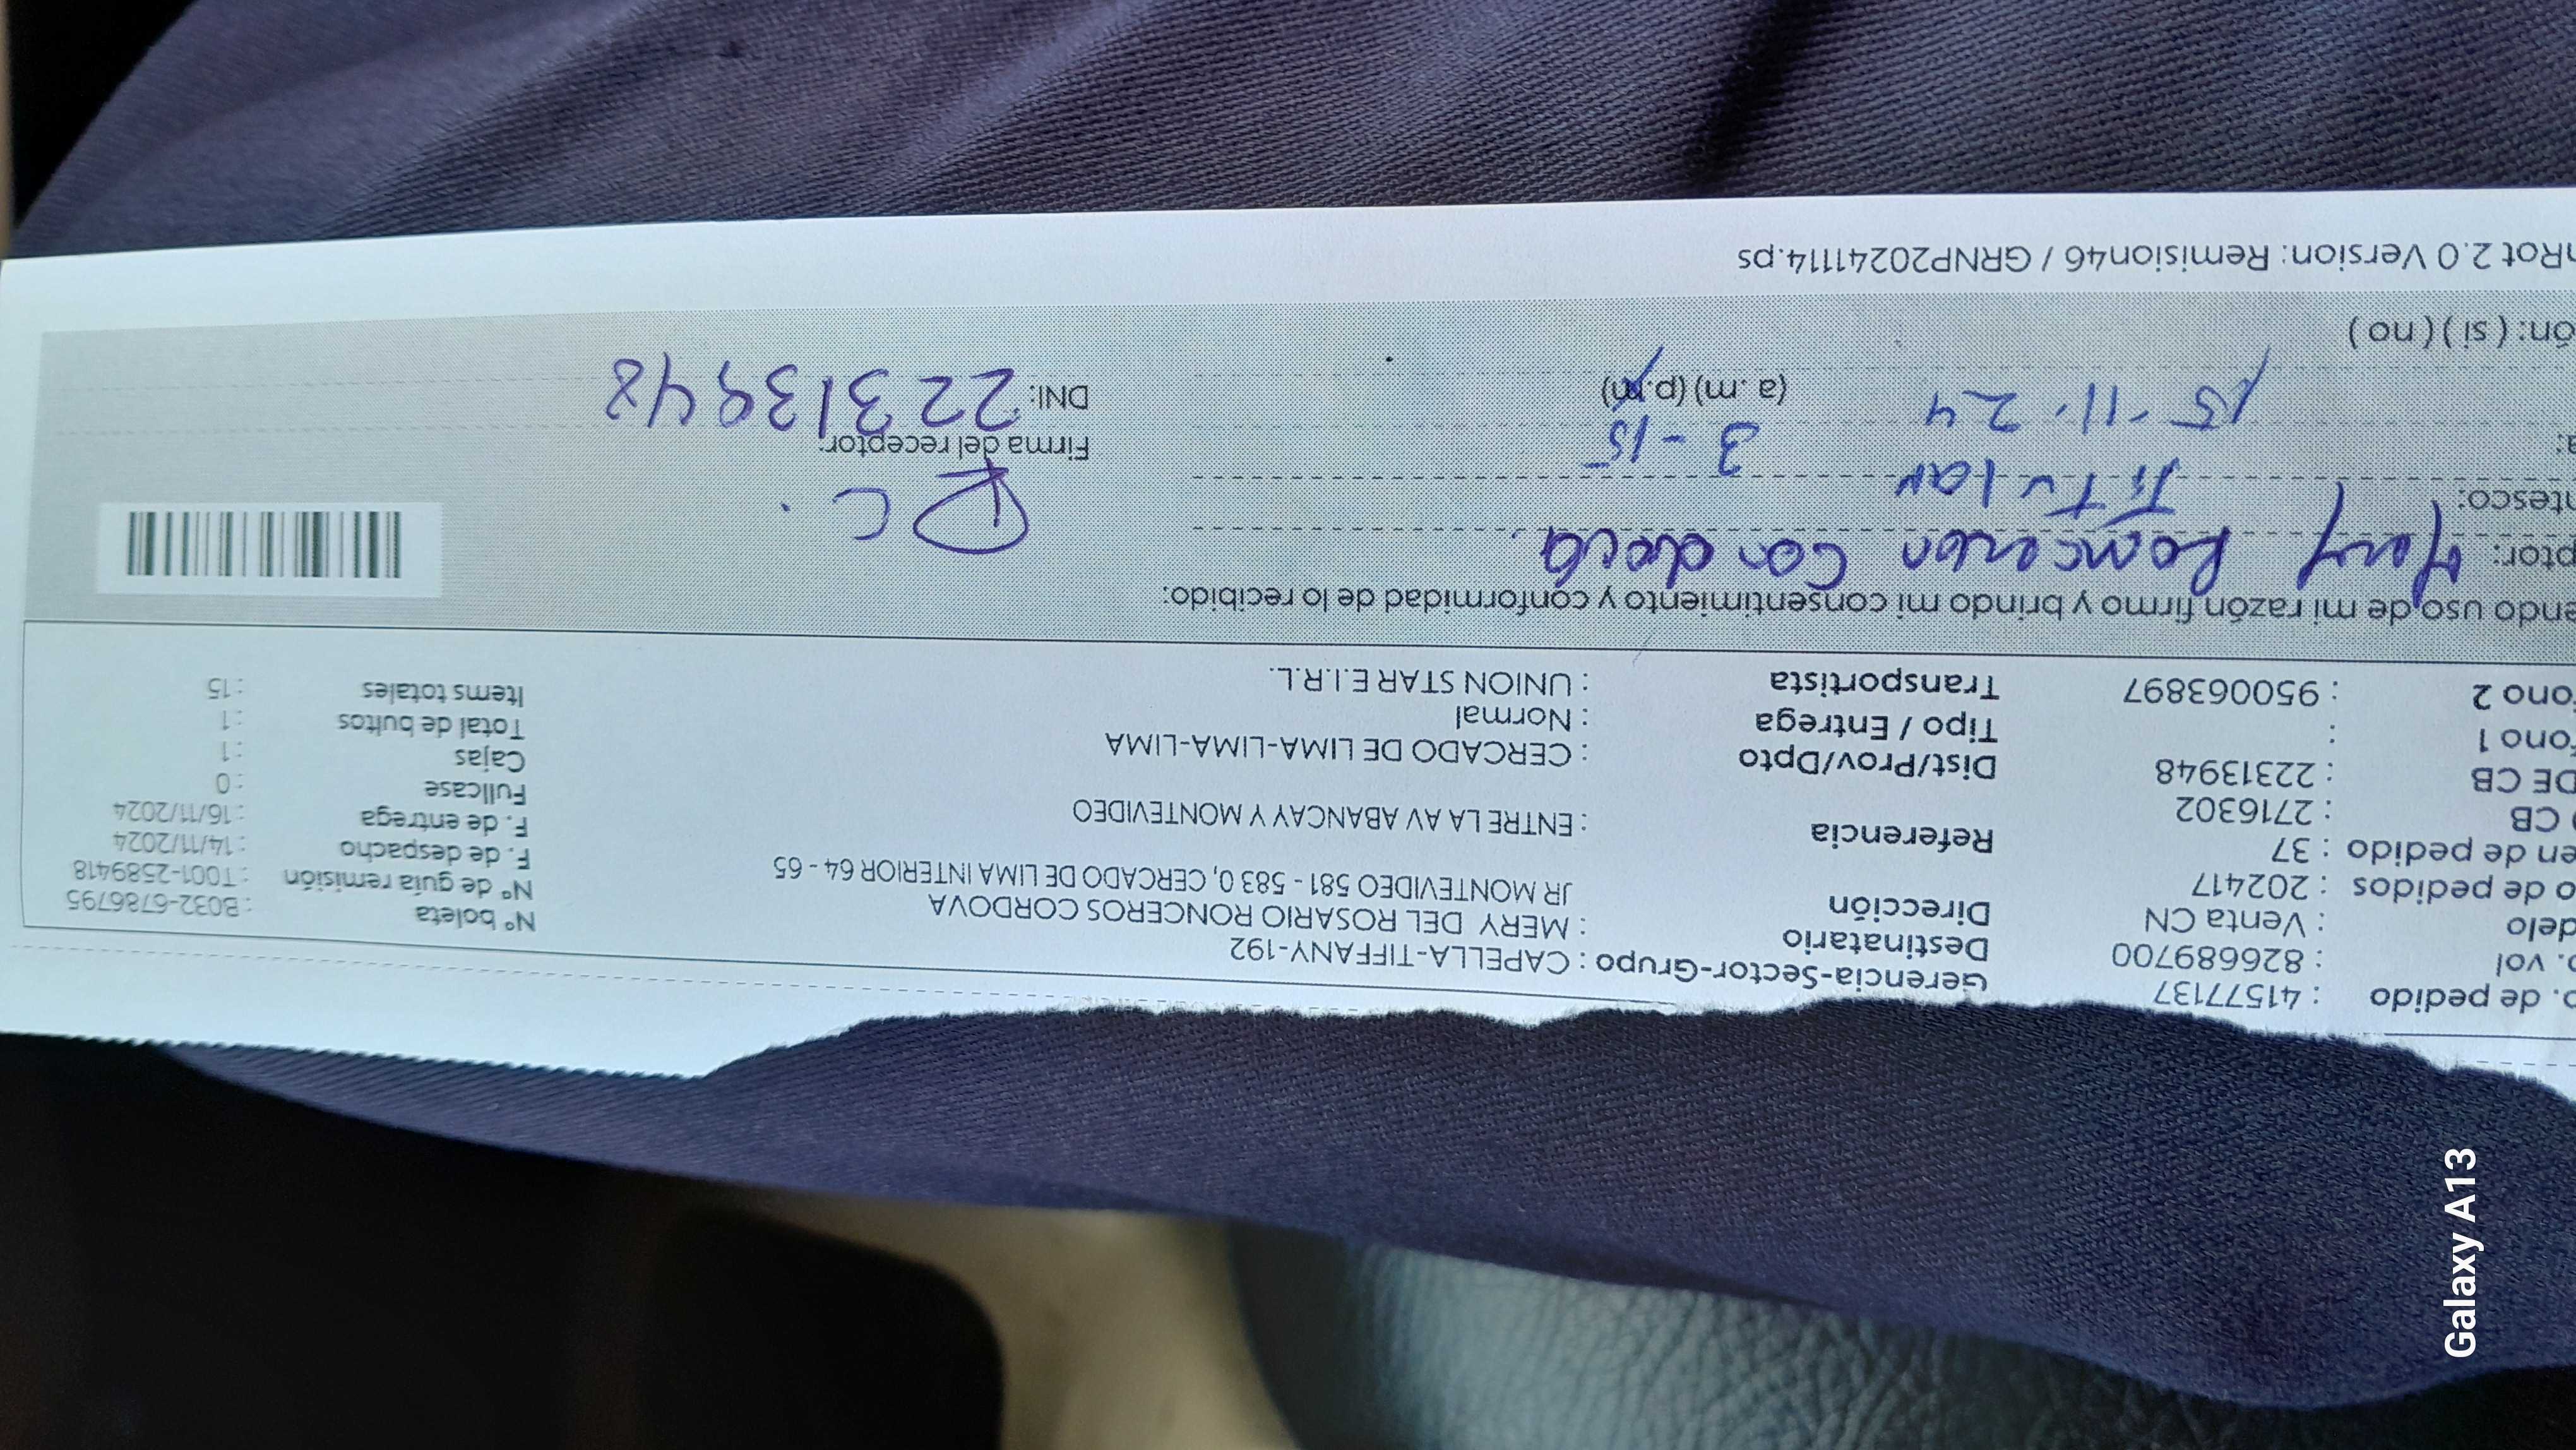 o. de pedido : 41577137 Gerencia-Sector-Grupo : CAPELLA-TIFFANY-192
o. vol : 826689700 Destinatario : MERY DEL ROSARIO RONCEROS CORDOVA Nº boleta : B032-6786795
delo : Venta CN Dirección JR MONTEVIDEO 581 - 583 0, CERCADO DE LIMA INTERIOR 64 - 65 Nº de guía remisión : T001-2589418
o de pedidos : 202417 F. de despacho : 14/11/2024
en de pedido : 37 Referencia : ENTRE LA AV ABANCAY Y MONTEVIDEO F. de entrega : 16/11/2024
CB : 2716302 Fullcase : 0
DE CB : 22313948 Dist/Prov/Dpto : CERCADO DE LIMA-LIMA-LIMA Cajas : 1
fono 1 : Tipo / Entrega : Normal Total de bultos : 1
fono 2 : 950063897 Transportista : UNION STAR E.I.R.L. Items totales : 15
endo uso de mi razón firmo y brindo mi consentimiento y conformidad de lo recibido:
ptor: Mery Cordova.
ntesco: Titular RC.
a: 15-11-24 3-15 (a.m) (p.m) Firma del receptor:
DNI: 22313948
ón: ( si ) ( no )
nRot 2.0 Version: Remision46 / GRNP20241114.ps
Galaxy A13